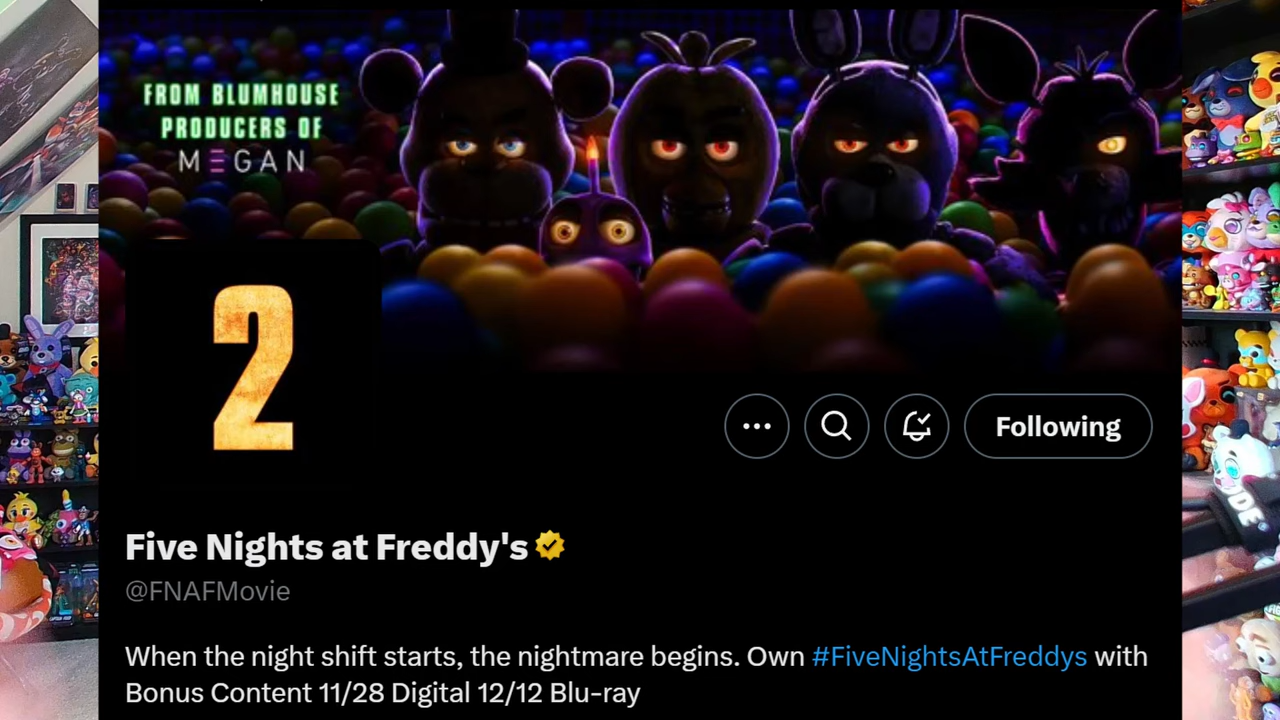 FROM BLUMHOUSE
PRODUCERS OF
M3GAN
2
Following
Five Nights at Freddy's
@FNAFMovie
When the night shift starts, the nightmare begins. Own #FiveNightsAtFreddys with
Bonus Content 11/28 Digital 12/12 Blu-ray
DE